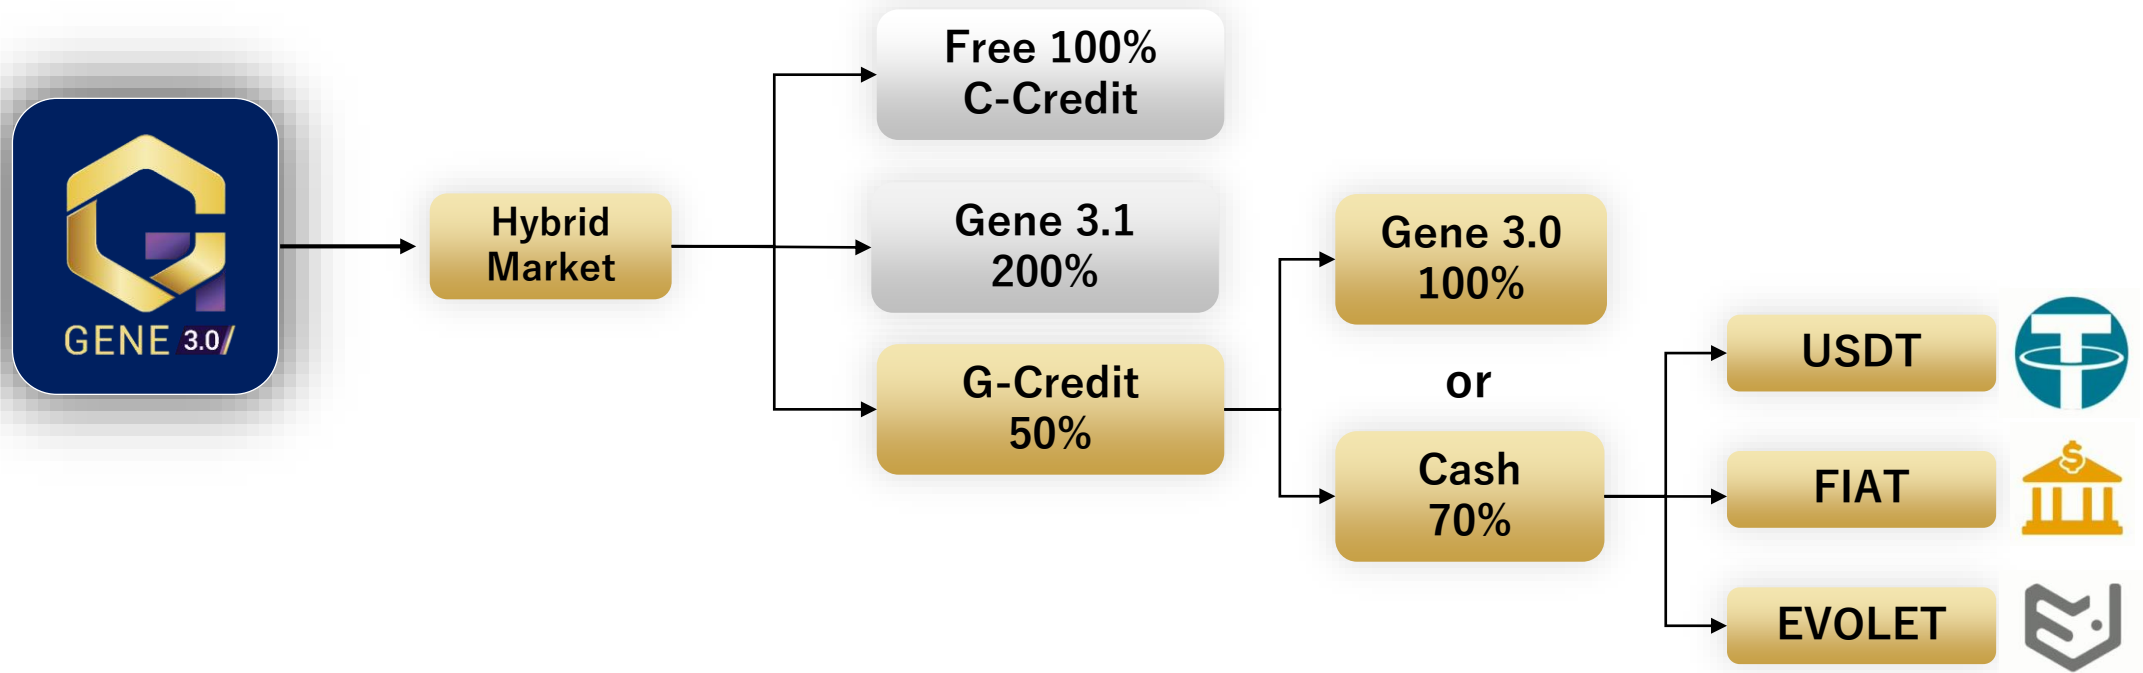 GENE 3.0/
Hybrid
Market
Free 100%
C-Credit
Gene 3.1
200%
G-Credit
50%
Gene 3.0
100%
or
Cash
70%
USDT
FIAT
EVOLET